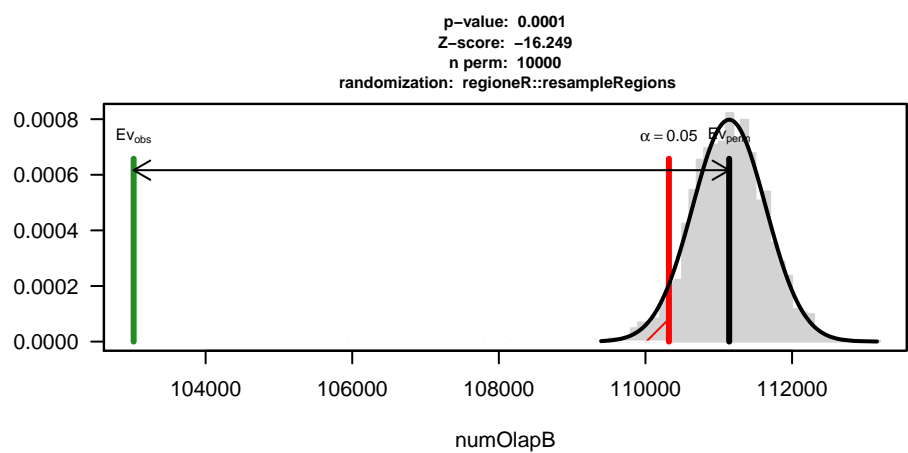 p-value: 0.0001
Z-score: -16.249
n perm: 10000
randomization: regioneR::resampleRegions
0.0008
Ev_obs
α = 0.05 Ev_perm
0.0006
0.0004
0.0002
0.0000
104000 106000 108000 110000 112000
numOlapB